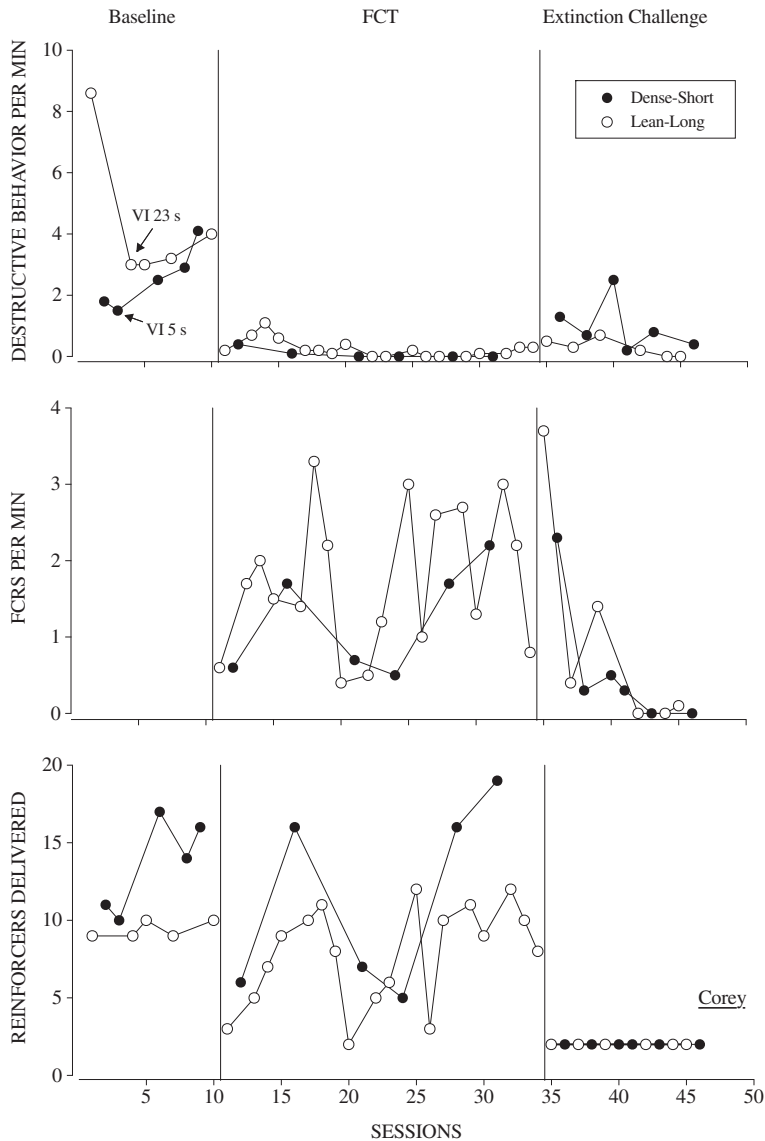 Baseline FCT Extinction Challenge
DESTRUCTIVE BEHAVIOR PER MIN
10
8
6
4
2
0
Dense-Short
Lean-Long
VI 23 s
VI 5 s
FCRS PER MIN
4
3
2
1
0
REINFORCERS DELIVERED
20
15
10
5
0
Corey
5 10 15 20 25 30 35 40 45 50
SESSIONS